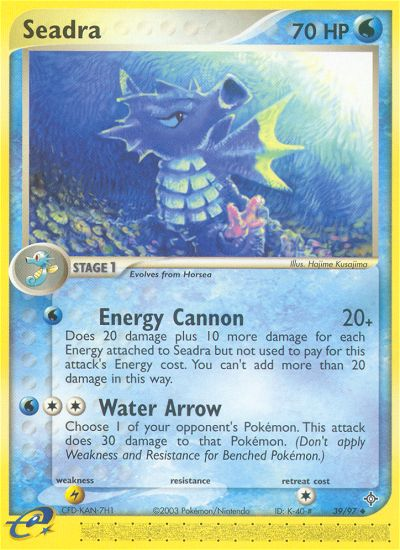 Seadra 70 HP
Illus. Hajime Kusajima
STAGE 1
Evolves from Horsea
Energy Cannon 20+
Does 20 damage plus 10 more damage for each
Energy attached to Seadra but not used to pay for this
attack's Energy cost. You can't add more than 20
damage in this way.
Water Arrow
Choose 1 of your opponent's Pokémon. This
attack does 30 damage to that Pokémon. (Don't apply
Weakness and Resistance for Benched Pokémon.)
weakness resistance retreat cost
CFD-KAN-7H1 ©2003 Pokémon/Nintendo ID: K-40-# 39/97
e